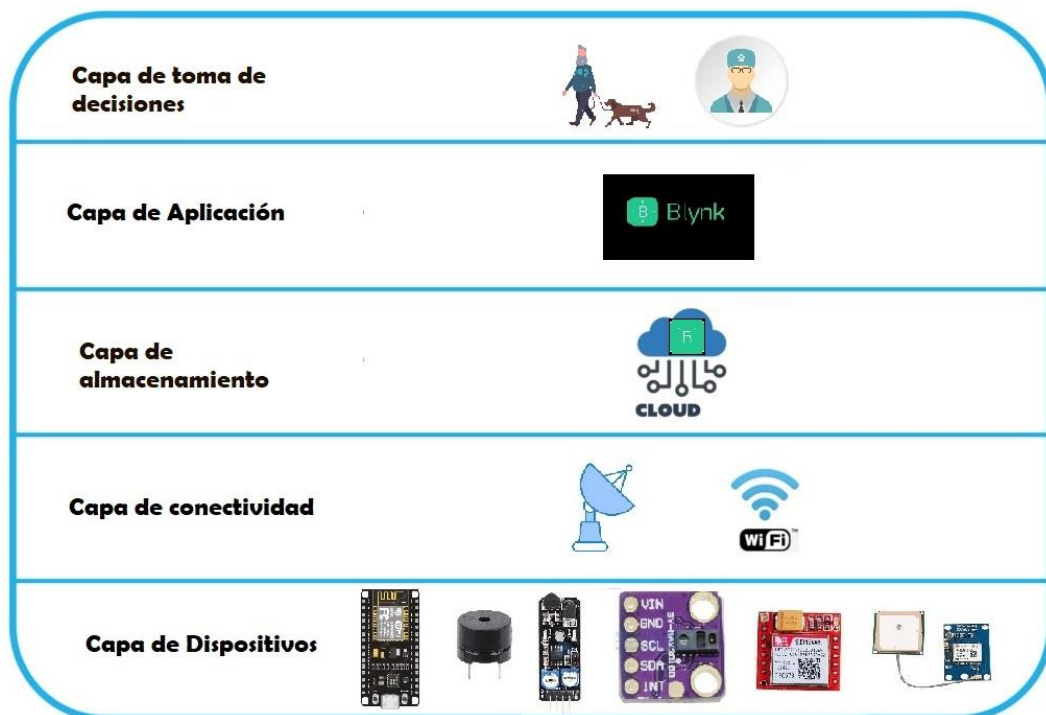 Capa de toma de
decisiones
Capa de Aplicación
B Blynk
Capa de
almacenamiento
CLOUD
Capa de conectividad
WiFi™
Capa de Dispositivos
VIN
GND
SCL
SDA
INT